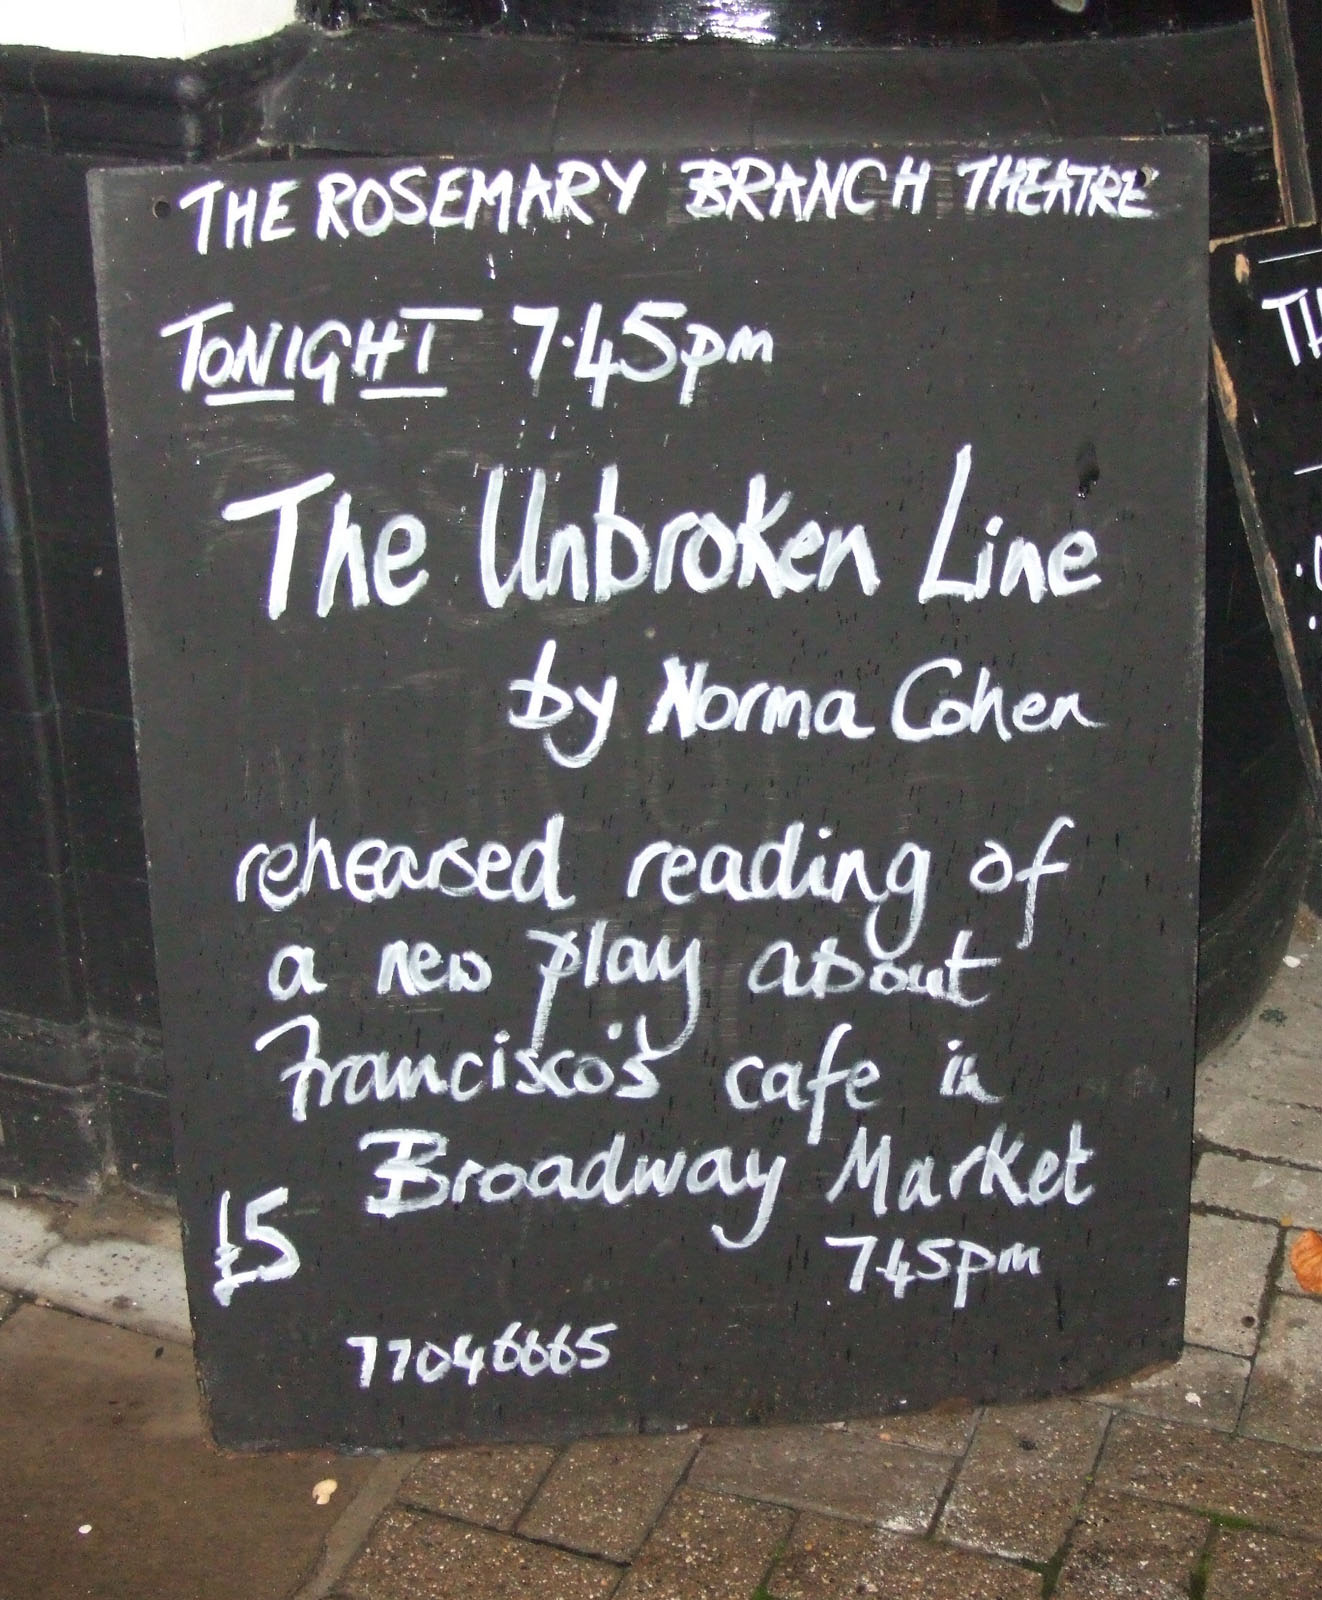 THE ROSEMARY BRANCH THEATRE
TONIGHT 7.45pm
The Unbroken Line
by Norma Cohen
rehearsed reading of
a new play about
Francisco's cafe in
Broadway Market
£5
7.45pm
77046665
TH